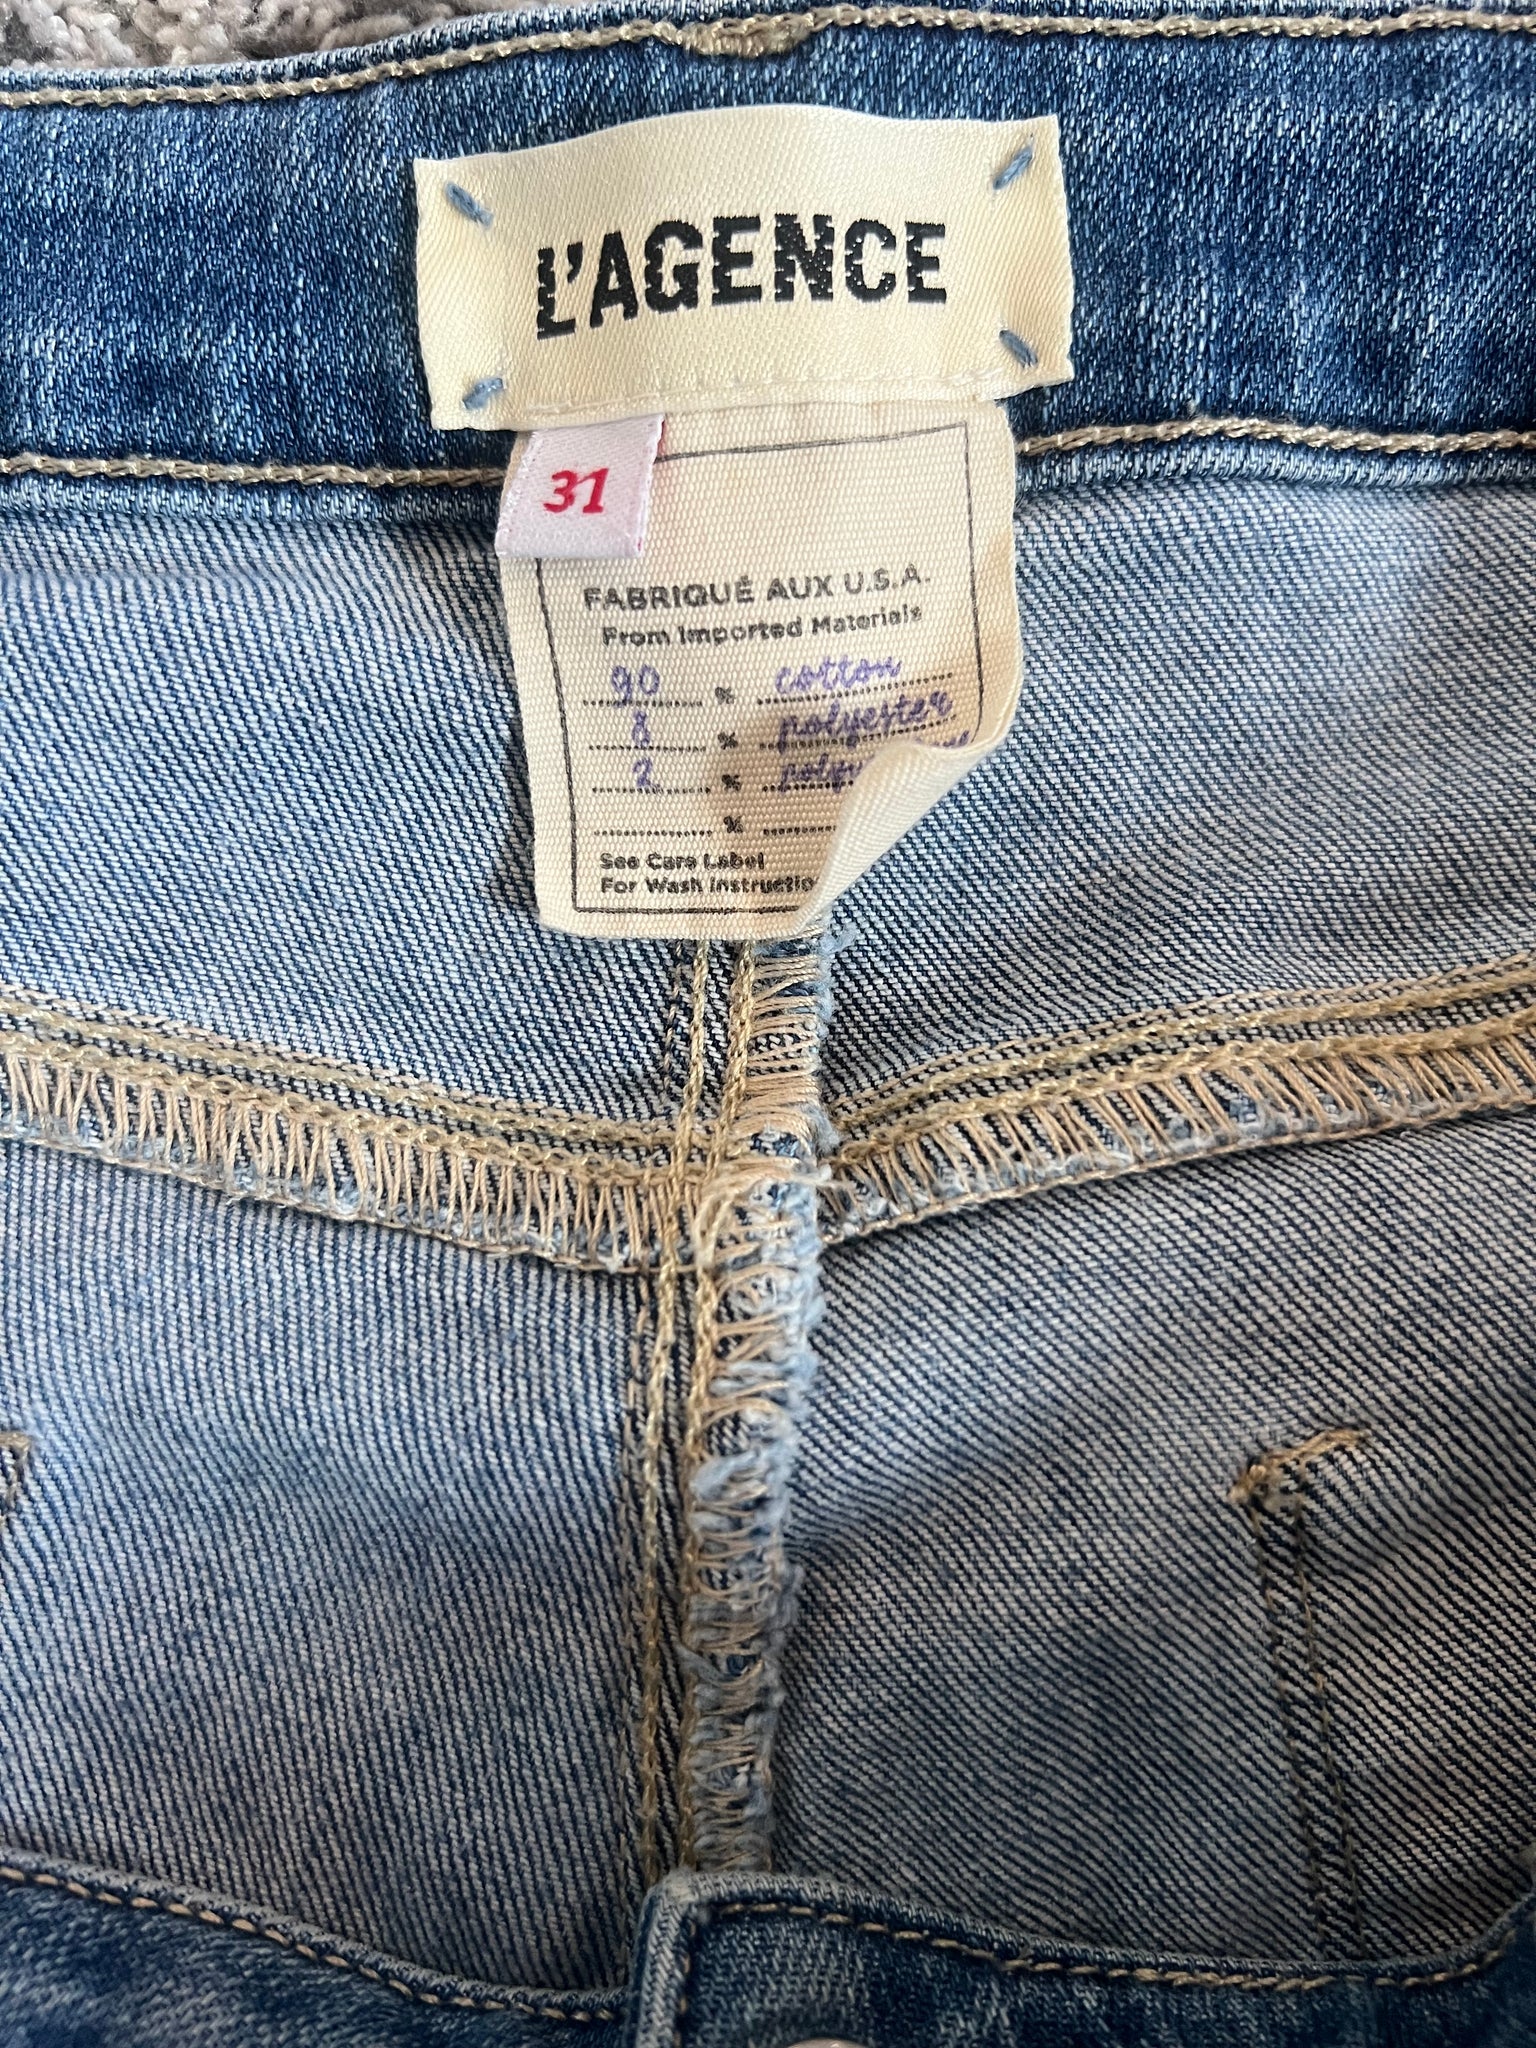 L'AGENCE
31
FABRIQUÉ AUX U.S.A.
From Imported Materials
90 % cotton
8 % polyester
2 %
%
See Care Label
For Wash Instructio